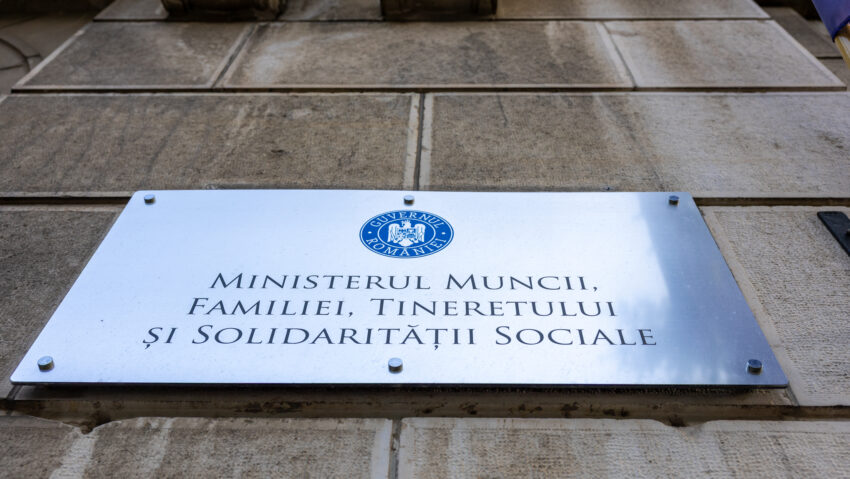 GUVERNUL
ROMÂNIEI
MINISTERUL MUNCII,
FAMILIEI, TINERETULUI
ȘI SOLIDARITĂȚII SOCIALE